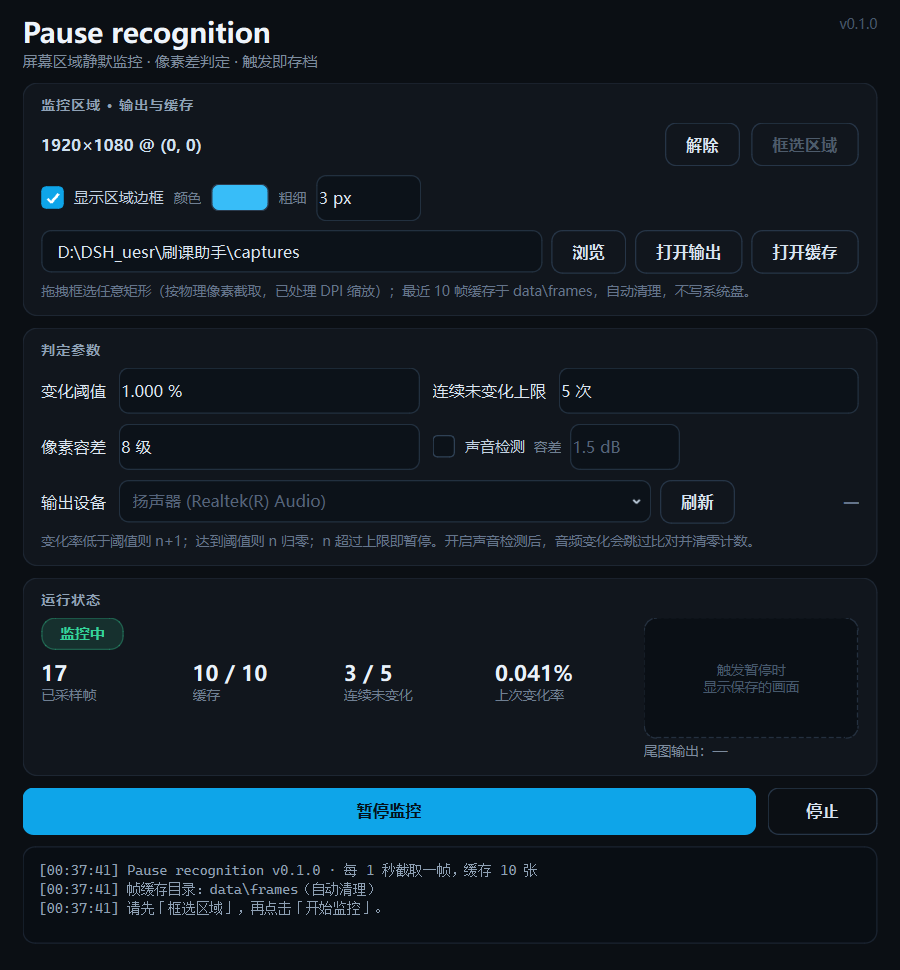 Pause recognition
v0.1.0
屏幕区域静默监控 · 像素差判定 · 触发即存档
监控区域 • 输出与缓存
1920×1080 @ (0, 0)
解除
框选区域
显示区域边框
颜色
粗细
3 px
D:\DSH_uesr\刷课助手\captures
浏览
打开输出
打开缓存
拖拽框选任意矩形（按物理像素截取，已处理 DPI 缩放）；最近 10 帧缓存于 data\frames，自动清理，不写系统盘。
判定参数
变化阈值
1.000 %
连续未变化上限
5 次
像素容差
8 级
声音检测
容差
1.5 dB
输出设备
扬声器 (Realtek(R) Audio)
刷新
—
变化率低于阈值则 n+1；达到阈值则 n 归零；n 超过上限即暂停。开启声音检测后，音频变化会跳过比对并清零计数。
运行状态
监控中
17
10 / 10
3 / 5
0.041%
已采样帧
缓存
连续未变化
上次变化率
触发暂停时
显示保存的画面
尾图输出：—
暂停监控
停止
[00:37:41] Pause recognition v0.1.0 · 每 1 秒截取一帧，缓存 10 张
[00:37:41] 帧缓存目录：data\frames（自动清理）
[00:37:41] 请先「框选区域」，再点击「开始监控」。